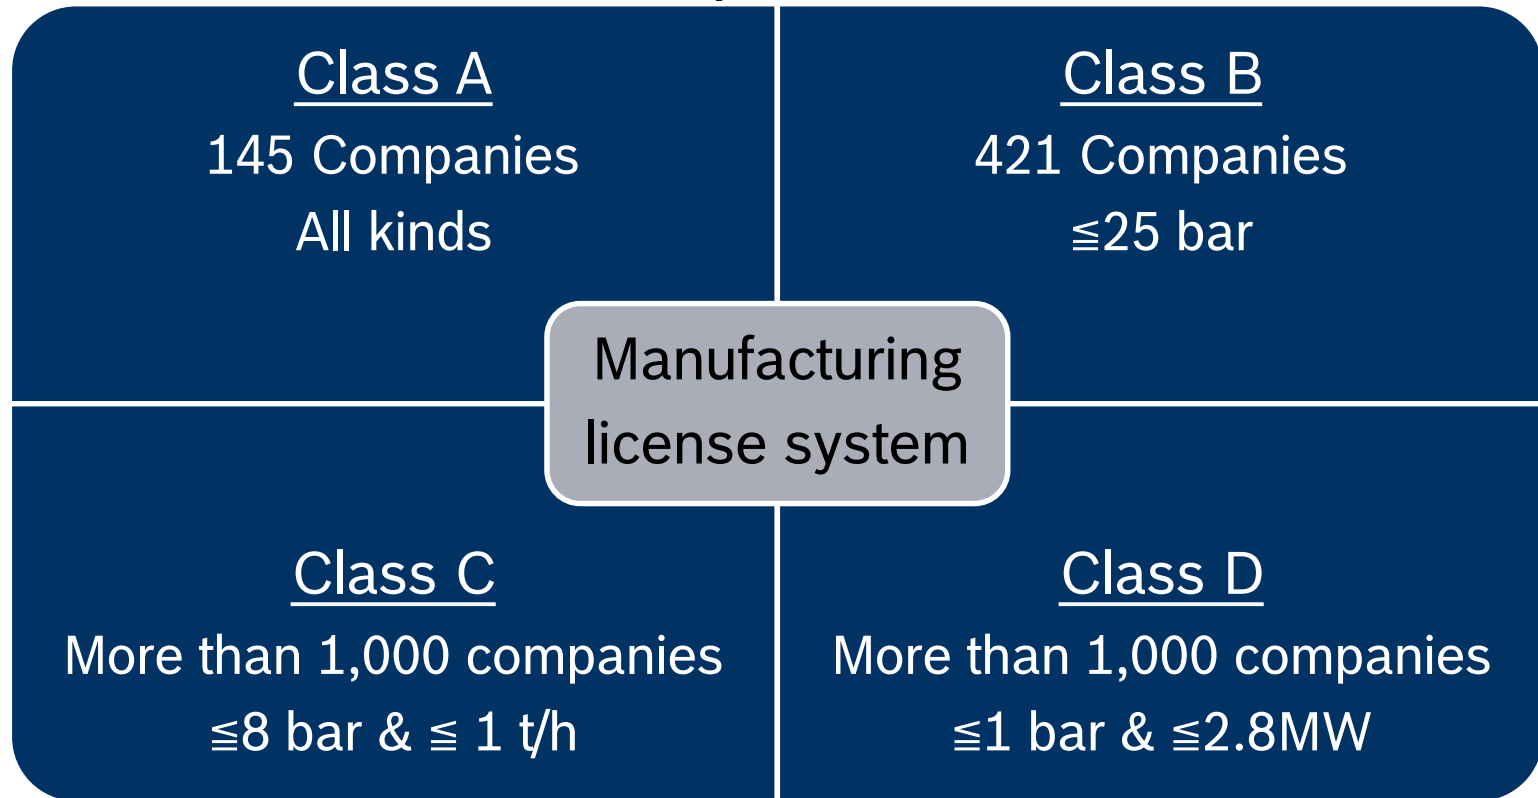 Class A
145 Companies
All kinds
Class B
421 Companies
≦25 bar
Manufacturing
license system
Class C
More than 1,000 companies
≦8 bar & ≦ 1 t/h
Class D
More than 1,000 companies
≦1 bar & ≦2.8MW